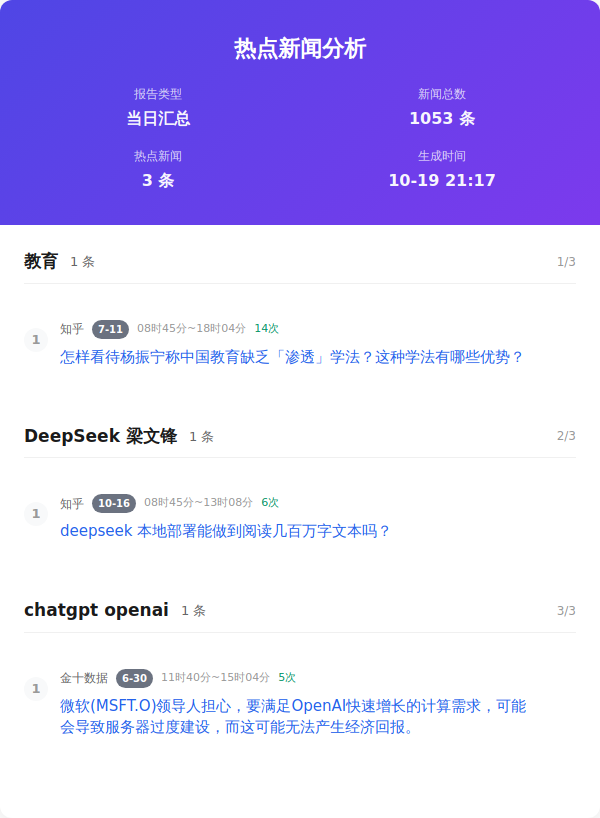 热点新闻分析
报告类型
新闻总数
当日汇总
1053 条
热点新闻
生成时间
3 条
10-19 21:17
教育 1 条 1/3
1 知乎 7-11 08时45分~18时04分 14次
怎样看待杨振宁称中国教育缺乏「渗透」学法？这种学法有哪些优势？
DeepSeek 梁文锋 1 条 2/3
1 知乎 10-16 08时45分~13时08分 6次
deepseek 本地部署能做到阅读几百万字文本吗？
chatgpt openai 1 条 3/3
1 金十数据 6-30 11时40分~15时04分 5次
微软(MSFT.O)领导人担心，要满足OpenAI快速增长的计算需求，可能
会导致服务器过度建设，而这可能无法产生经济回报。